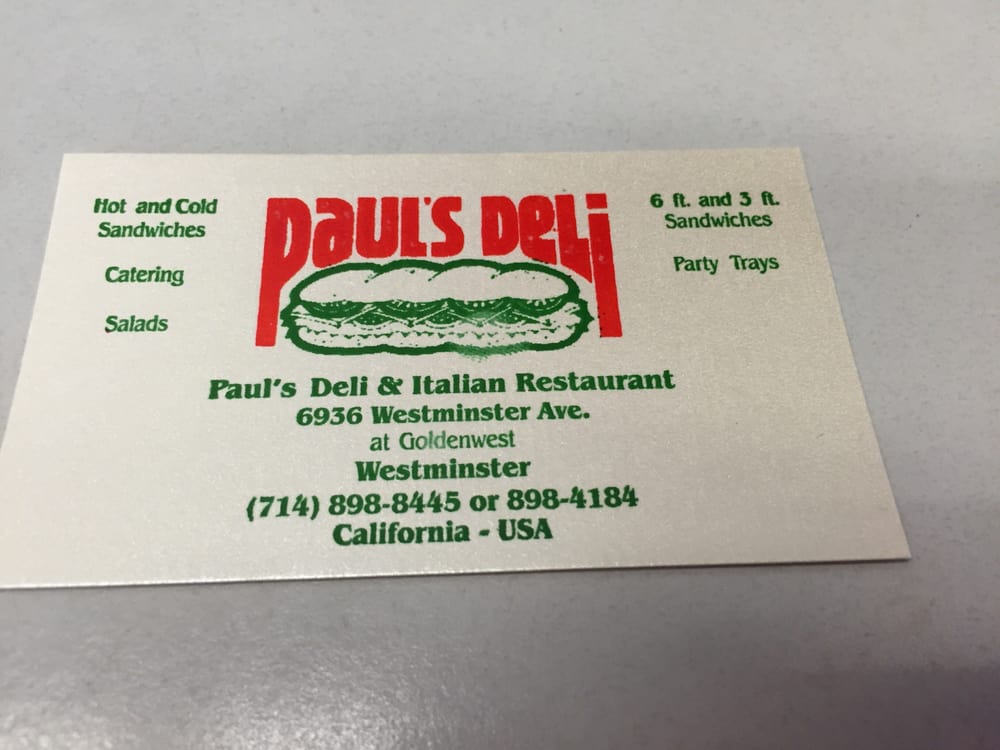 Hot and Cold
Sandwiches
Catering
Salads
Paul's Deli
6 ft. and 3 ft.
Sandwiches
Party Trays
Paul's Deli & Italian Restaurant
6936 Westminster Ave.
at Goldenwest
Westminster
(714) 898-8445 or 898-4184
California - USA